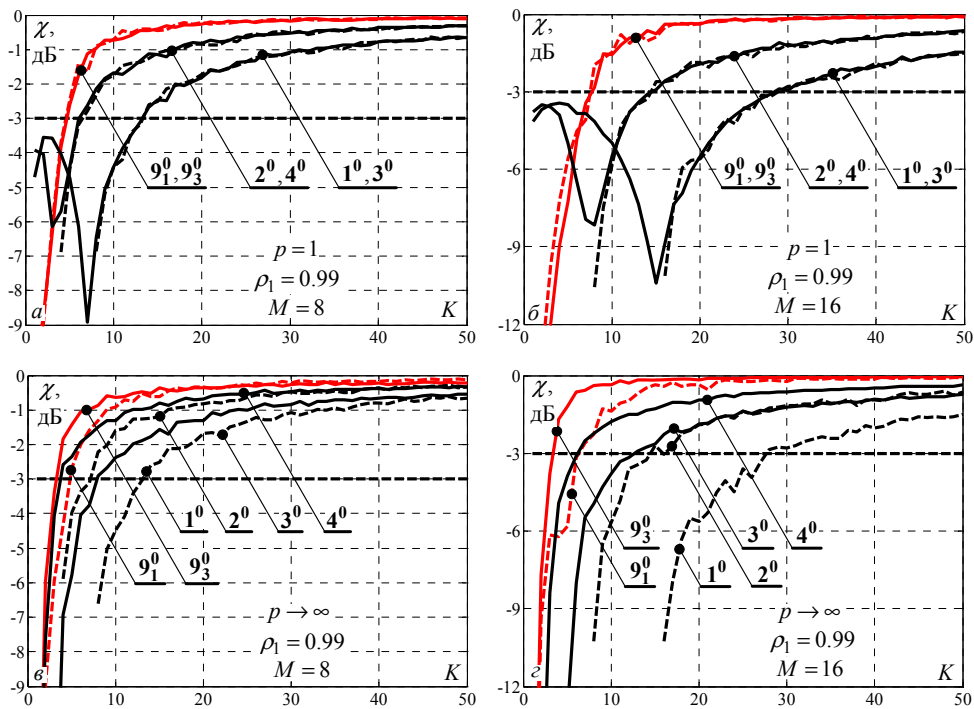 0
-1
-2
-3
-4
-5
-6
-7
-8
-9
χ,
дБ
9₁⁰, 9₃⁰
2⁰, 4⁰
1⁰, 3⁰
p = 1
ρ₁ = 0.99
M = 8
K
а
0 10 20 30 40 50
0
-3
-6
-9
-12
χ,
дБ
9₁⁰, 9₃⁰
2⁰, 4⁰
1⁰, 3⁰
p = 1
ρ₁ = 0.99
M = 16
K
б
0 10 20 30 40 50
0
-1
-2
-3
-4
-5
-6
-7
-8
-9
χ,
дБ
1⁰
2⁰
3⁰
4⁰
9₁⁰
9₃⁰
p → ∞
ρ₁ = 0.99
M = 8
K
в
0 10 20 30 40 50
0
-3
-6
-9
-12
χ,
дБ
9₃⁰
3⁰
4⁰
9₁⁰
1⁰
2⁰
p → ∞
ρ₁ = 0.99
M = 16
K
г
0 10 20 30 40 50